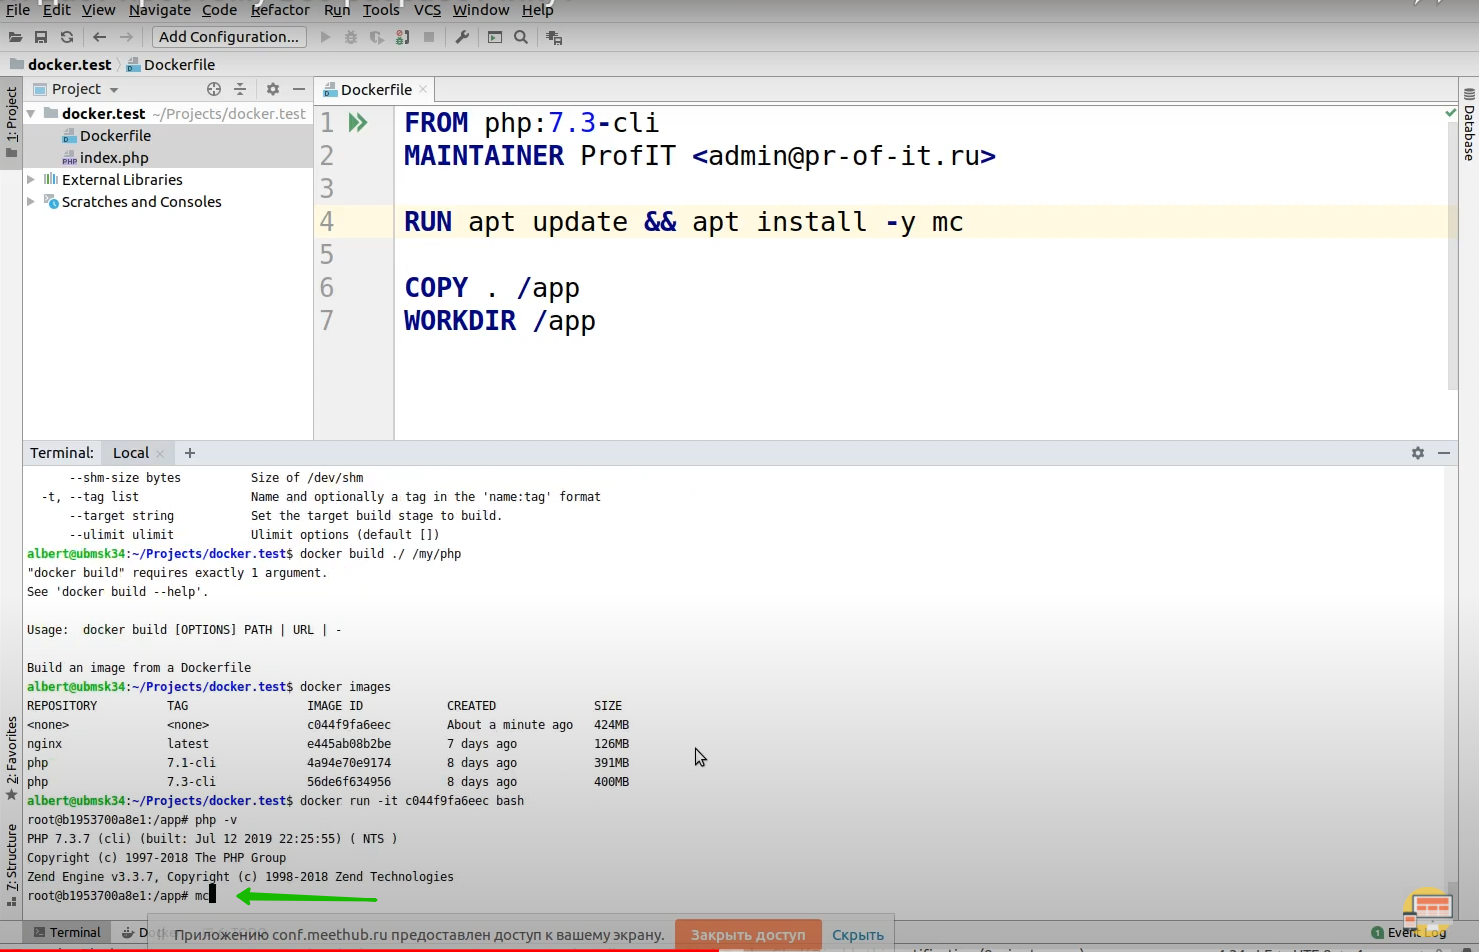 File Edit View Navigate Code Refactor Run Tools VCS Window Help
Add Configuration...
docker.test Dockerfile
1: Project
Project
docker.test ~/Projects/docker.test
Dockerfile
index.php
External Libraries
Scratches and Consoles
Dockerfile
1 FROM php:7.3-cli
2 MAINTAINER ProfIT <admin@pr-of-it.ru>
3
4 RUN apt update && apt install -y mc
5
6 COPY . /app
7 WORKDIR /app
Database
Terminal: Local +
--shm-size bytes Size of /dev/shm
-t, --tag list Name and optionally a tag in the 'name:tag' format
--target string Set the target build stage to build.
--ulimit ulimit Ulimit options (default [])
albert@ubmsk34:~/Projects/docker.test$ docker build ./ /my/php
"docker build" requires exactly 1 argument.
See 'docker build --help'.
Usage: docker build [OPTIONS] PATH | URL | -
Build an image from a Dockerfile
albert@ubmsk34:~/Projects/docker.test$ docker images
REPOSITORY TAG IMAGE ID CREATED SIZE
<none> <none> c044f9fa6eec About a minute ago 424MB
nginx latest e445ab08b2be 7 days ago 126MB
php 7.1-cli 4a94e70e9174 8 days ago 391MB
php 7.3-cli 56de6f634956 8 days ago 400MB
albert@ubmsk34:~/Projects/docker.test$ docker run -it c044f9fa6eec bash
root@b1953700a8e1:/app# php -v
PHP 7.3.7 (cli) (built: Jul 12 2019 22:25:55) ( NTS )
Copyright (c) 1997-2018 The PHP Group
Zend Engine v3.3.7, Copyright (c) 1998-2018 Zend Technologies
root@b1953700a8e1:/app# mc
2: Favorites
7: Structure
Terminal
Приложению conf.meethub.ru предоставлен доступ к вашему экрану. Закрыть доступ Скрыть
1 Event Log